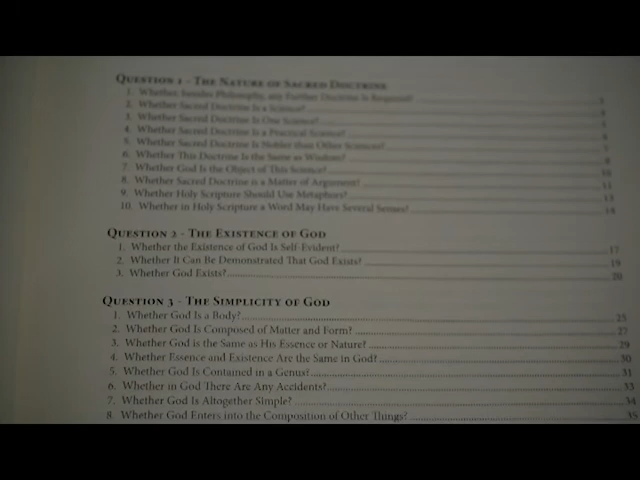 QUESTION 1 - THE NATURE OF SACRED DOCTRINE
1. Whether, besides Philosophy, any Further Doctrine Is Required? 1
2. Whether Sacred Doctrine Is a Science?
3. Whether Sacred Doctrine Is One Science?
4. Whether Sacred Doctrine Is a Practical Science?
5. Whether Sacred Doctrine Is Nobler than Other Sciences? 7
6. Whether This Doctrine Is the Same as Wisdom?
7. Whether God Is the Object of This Science? 10
8. Whether Sacred Doctrine is a Matter of Argument? 11
9. Whether Holy Scripture Should Use Metaphors? 13
10. Whether in Holy Scripture a Word May Have Several Senses? 14
QUESTION 2 - THE EXISTENCE OF GOD
1. Whether the Existence of God Is Self-Evident? 17
2. Whether It Can Be Demonstrated That God Exists? 19
3. Whether God Exists? 20
QUESTION 3 - THE SIMPLICITY OF GOD
1. Whether God Is a Body? 25
2. Whether God Is Composed of Matter and Form? 27
3. Whether God is the Same as His Essence or Nature? 29
4. Whether Essence and Existence Are the Same in God? 30
5. Whether God Is Contained in a Genus? 31
6. Whether in God There Are Any Accidents? 33
7. Whether God Is Altogether Simple? 34
8. Whether God Enters into the Composition of Other Things? 35